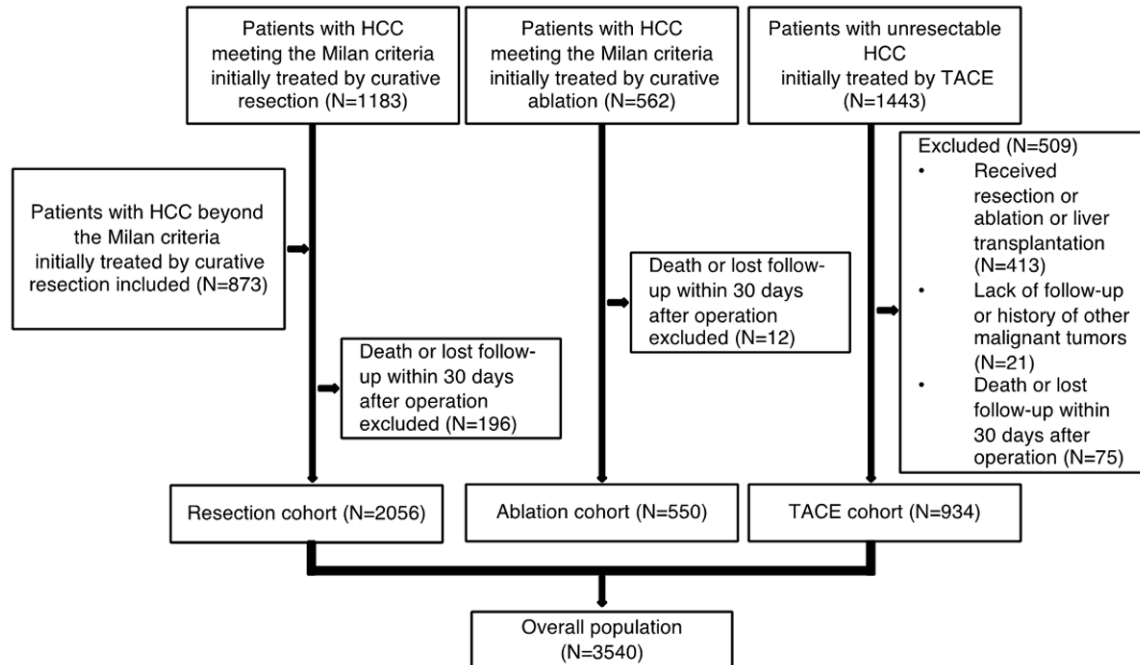 Patients with HCC
meeting the Milan criteria
initially treated by curative
resection (N=1183)
Patients with HCC
meeting the Milan criteria
initially treated by curative
ablation (N=562)
Patients with unresectable
HCC
initially treated by TACE
(N=1443)
Patients with HCC beyond
the Milan criteria
initially treated by curative
resection included (N=873)
Death or lost follow-
up within 30 days
after operation
excluded (N=196)
Death or lost follow-
up within 30 days
after operation
excluded (N=12)
Excluded (N=509)
• Received
resection or
ablation or liver
transplantation
(N=413)
• Lack of follow-up
or history of other
malignant tumors
(N=21)
• Death or lost
follow-up within
30 days after
operation (N=75)
Resection cohort (N=2056)
Ablation cohort (N=550)
TACE cohort (N=934)
Overall population
(N=3540)